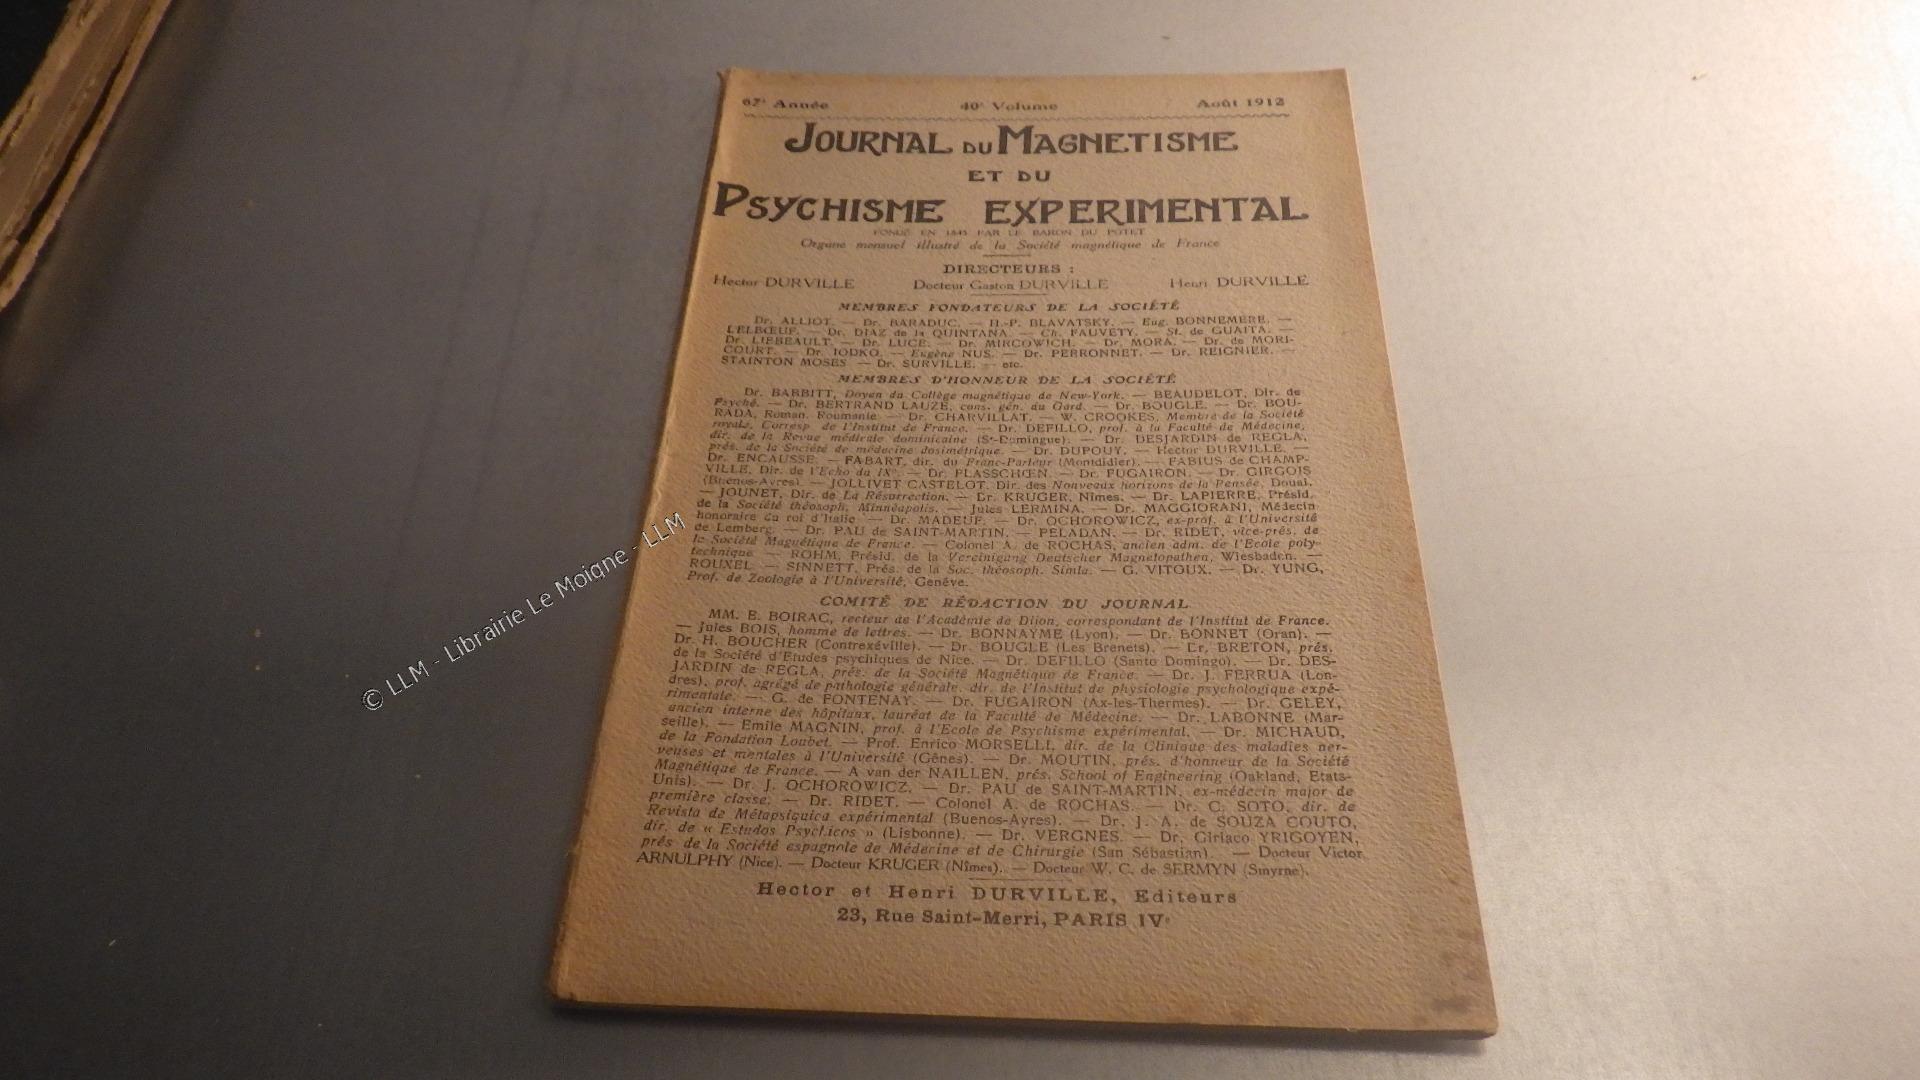 67e Année 40e Volume Août 1912
JOURNAL DU MAGNETISME
ET DU
PSYCHISME EXPERIMENTAL
FONDÉ EN 1845 PAR LE BARON DU POTET
Organe mensuel illustré de la Société magnétique de France
DIRECTEURS :
Hector DURVILLE Docteur Gaston DURVILLE Henri DURVILLE
MEMBRES FONDATEURS DE LA SOCIÉTÉ
Dr. ALLIOT. — Dr. BARADUC. — H.-P. BLAVATSKY. — Eug. BONNEMERE. —
LELBŒUF. — Dr. DIAZ de la QUINTANA. — Ch. FAUVETY. — St. de GUAITA. —
Dr. LIEBEAULT. — Dr. LUCE. — Dr. MIRCOWICH. — Dr. MORA. — Dr. de MORI-
COURT. — Dr. IODKO. — Eugène NUS. — Dr. PERRONNET. — Dr. REIGNIER. —
STAINTON MOSES — Dr. SURVILLE. — etc.
MEMBRES D'HONNEUR DE LA SOCIÉTÉ
Dr. BABBITT, Doyen du Collège magnétique de New-York. — BEAUDELOT, Dir. de
Psyché. — Dr. BERTRAND LAUZE, cons. gén. du Gard. — Dr. BOUGLE. — Dr. BOU-
RADA, Roman. Roumanie — Dr. CHARVILLAT. — W. CROOKES, Membre de la Société
royale, Corresp. de l'Institut de France. — Dr. DEFILLO, prof. à la Faculté de Médecine,
dir. de la Revue médicale dominicaine (St-Domingue). — Dr. DESJARDIN de REGLA,
prés. de la Société de médecine dosimétrique. — Dr. DUPOUY. — Hector DURVILLE. —
Dr. ENCAUSSE. — FABART, dir. du Franc-Parleur (Montdidier). — FABIUS de CHAMP-
VILLE, Dir. de l'Echo du IXe. — Dr. FLASSCHŒN. — Dr. FUGAIRON. — Dr. GIRGOIS
(Buenos-Ayres). — JOLLIVET CASTELOT, Dir. des Nouveaux horizons de la Pensée, Douai.
— JOUNET, Dir. de La Résurrection. — Dr. KRUGER, Nîmes. — Dr. LAPIERRE, Présid.
de la Société théosoph. Minnéapolis. — Jules LERMINA. — Dr. MAGGIORANI, Médecin
honoraire du roi d'Italie — Dr. MADEUF. — Dr. OCHOROWICZ, ex-prof. à l'Université
de Lemberg. — Dr. PAU de SAINT-MARTIN. — PELADAN. — Dr. RIDET, vice-prés. de
la Société Magnétique de France. — Colonel A. de ROCHAS, ancien adm. de l'Ecole poly-
technique — ROHM, Présid. de la Vereinigung Deutscher Magnetopathen, Wiesbaden. —
ROUXEL — SINNETT, Prés. de la Soc. théosoph. Simla. — G. VITOUX. — Dr. YUNG,
Prof. de Zoologie à l'Université, Genève.
COMITÉ DE RÉDACTION DU JOURNAL
MM. E. BOIRAC, recteur de l'Académie de Dijon, correspondant de l'Institut de France.
— Jules BOIS, homme de lettres. — Dr. BONNAYME (Lyon). — Dr. BONNET (Oran). —
Dr. H. BOUCHER (Contrexéville). — Dr. BOUGLE (Les Brenets). — Dr. BRETON, prés.
de la Société d'Etudes psychiques de Nice. — Dr. DEFILLO (Santo Domingo). — Dr. DES-
JARDIN de REGLA, prés. de la Société Magnétique de France. — Dr. J. FERRUA (Lon-
dres), prof. agrégé de pathologie générale, dir. de l'Institut de physiologie psychologique expé-
rimentale. — G. de FONTENAY. — Dr. FUGAIRON (Ax-les-Thermes). — Dr. GELEY,
ancien interne des hôpitaux, lauréat de la Faculté de Médecine. — Dr. LABONNE (Mar-
seille). — Emile MAGNIN, prof. à l'Ecole de Psychisme expérimental. — Dr. MICHAUD,
de la Fondation Loubet. — Prof. Enrico MORSELLI, dir. de la Clinique des maladies ner-
veuses et mentales à l'Université (Gênes). — Dr. MOUTIN, prés. d'honneur de la Société
Magnétique de France. — A van der NAILLEN, prés. School of Engineering (Oakland, Etats-
Unis). — Dr. J. OCHOROWICZ. — Dr. PAU de SAINT-MARTIN, ex-médecin major de
première classe. — Dr. RIDET. — Colonel A. de ROCHAS. — Dr. C. SOTO, dir. de
Revista de Métapsiquica expérimental (Buenos-Ayres). — Dr. J. A. de SOUZA COUTO,
dir. de « Estudos Psychicos » (Lisbonne). — Dr. VERGNES. — Dr. Ciriaco YRIGOYEN,
prés de la Société espagnole de Médecine et de Chirurgie (San Sébastian). — Docteur Victor
ARNULPHY (Nice). — Docteur KRUGER (Nîmes). — Docteur W. C. de SERMYN (Smyrne).
Hector et Henri DURVILLE, Editeurs
23, Rue Saint-Merri, PARIS IVe
© LLM - Librairie Le Moigne - LLM